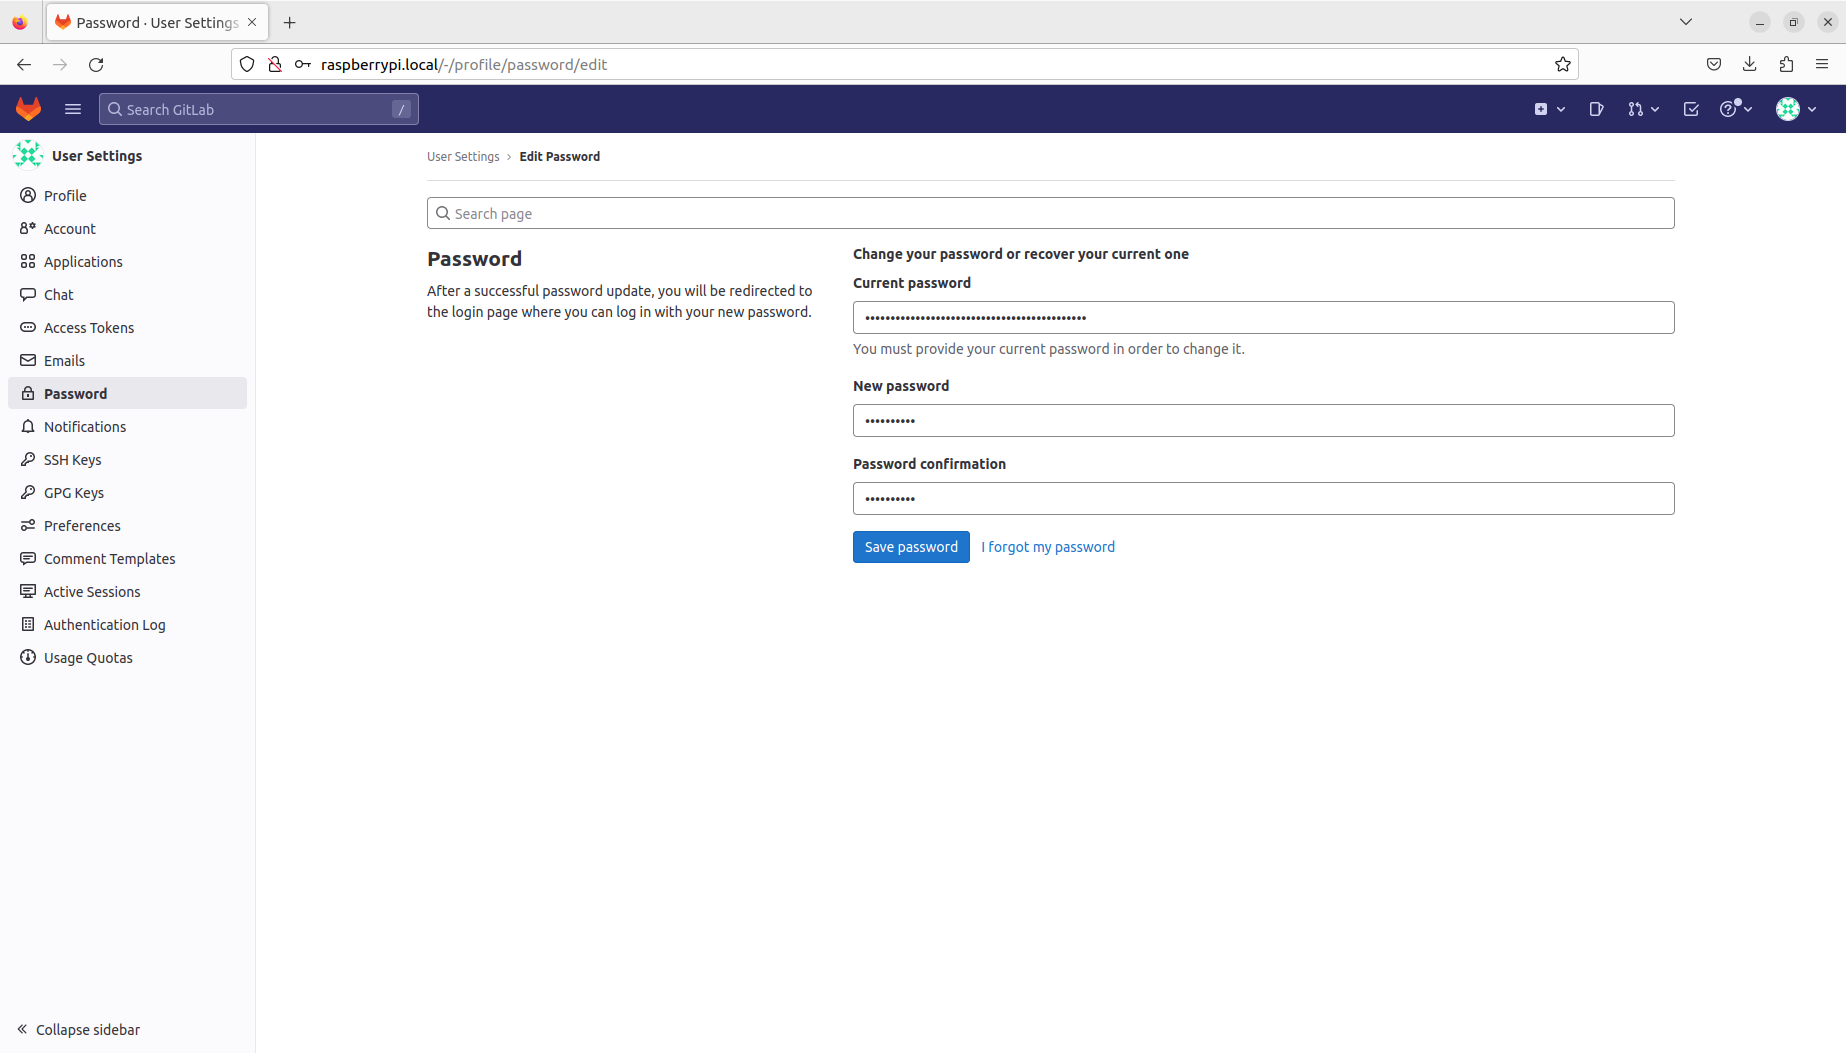 Password · User Settings
raspberrypi.local/-/profile/password/edit
Search GitLab
/
User Settings
Profile
Account
Applications
Chat
Access Tokens
Emails
Password
Notifications
SSH Keys
GPG Keys
Preferences
Comment Templates
Active Sessions
Authentication Log
Usage Quotas
Collapse sidebar
User Settings › Edit Password
Search page
Password
After a successful password update, you will be redirected to
the login page where you can log in with your new password.
Change your password or recover your current one
Current password
••••••••••••••••••••••••••••••••••••••••••••
You must provide your current password in order to change it.
New password
••••••••••
Password confirmation
••••••••••
Save password
I forgot my password